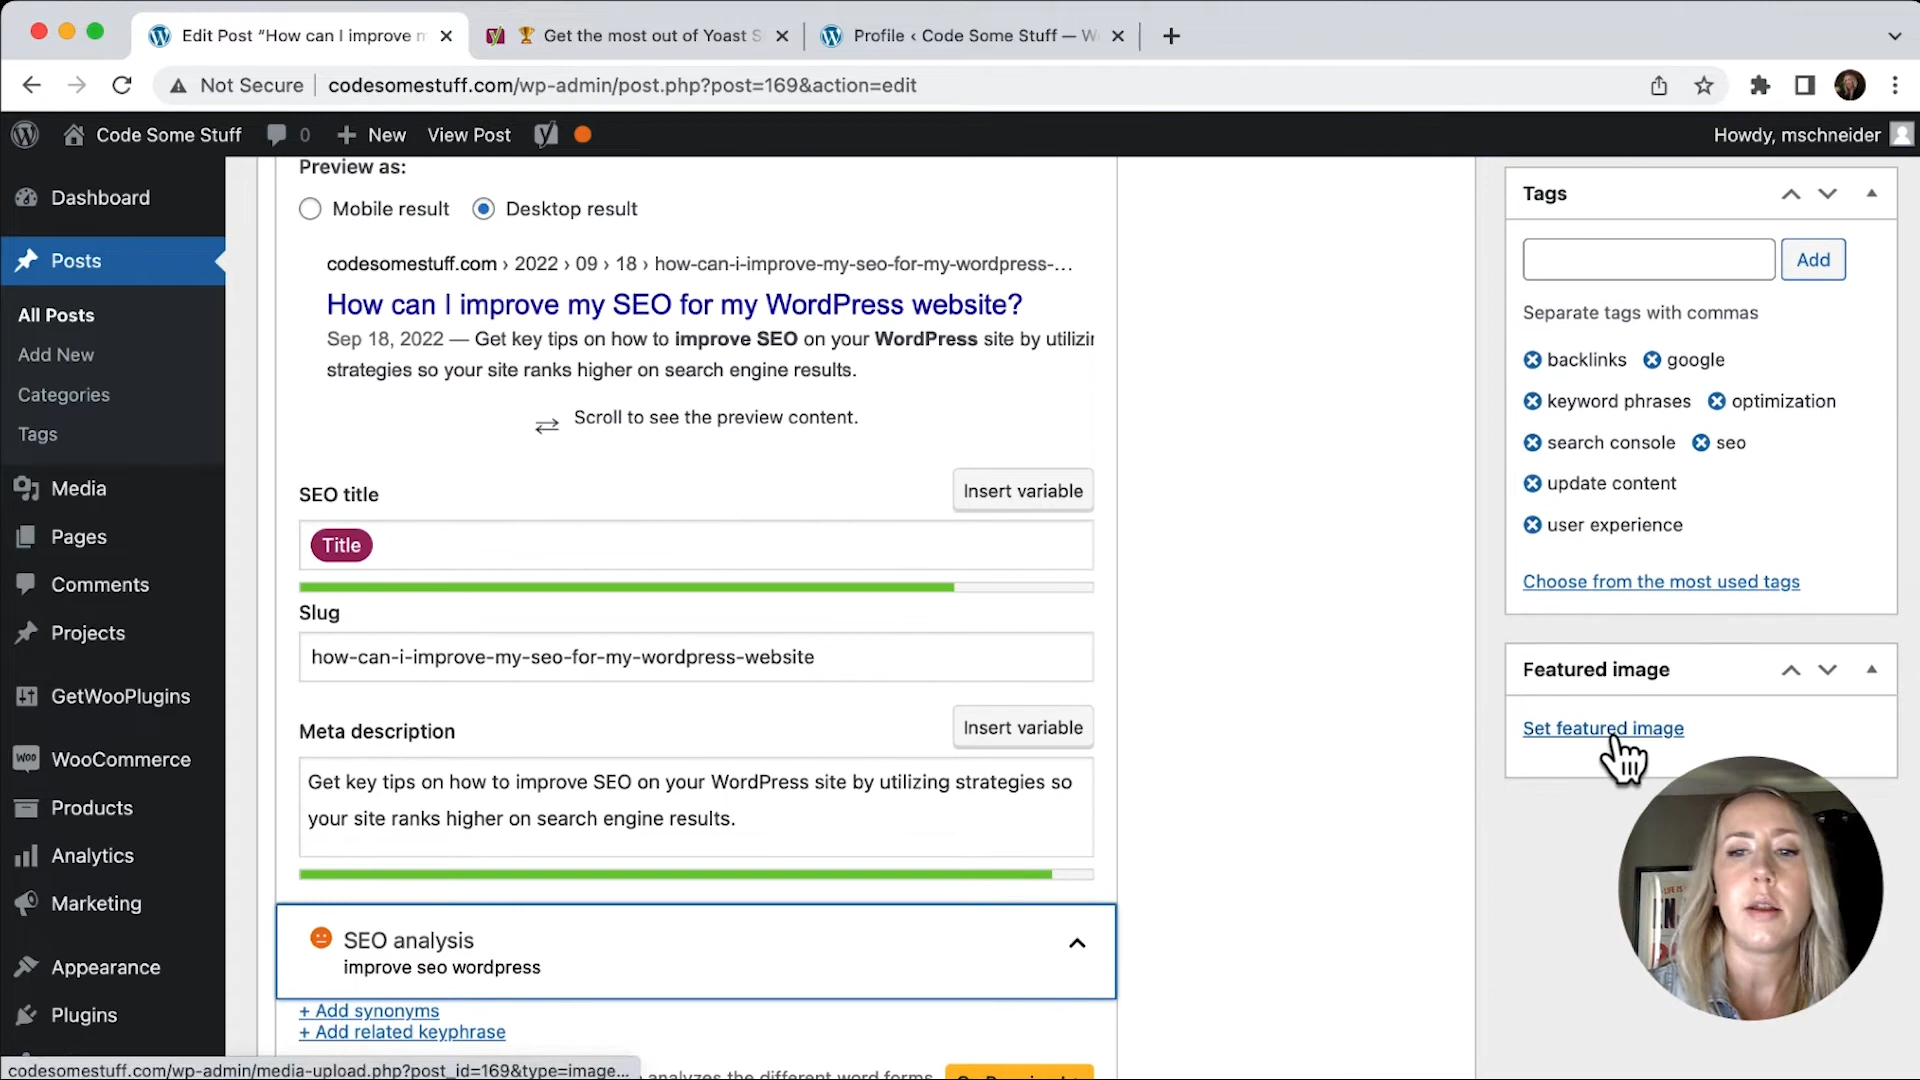 Edit Post “How can I improve m
Get the most out of Yoast S
Profile ‹ Code Some Stuff — W
Not Secure
codesomestuff.com/wp-admin/post.php?post=169&action=edit
Code Some Stuff
0
New
View Post
Howdy, mschneider
Dashboard
Posts
All Posts
Add New
Categories
Tags
Media
Pages
Comments
Projects
GetWooPlugins
WooCommerce
Products
Analytics
Marketing
Appearance
Plugins
Preview as:
Mobile result
Desktop result
codesomestuff.com › 2022 › 09 › 18 › how-can-i-improve-my-seo-for-my-wordpress-…
How can I improve my SEO for my WordPress website?
Sep 18, 2022 — Get key tips on how to improve SEO on your WordPress site by utilizin
strategies so your site ranks higher on search engine results.
Scroll to see the preview content.
SEO title
Insert variable
Title
Slug
how-can-i-improve-my-seo-for-my-wordpress-website
Meta description
Insert variable
Get key tips on how to improve SEO on your WordPress site by utilizing strategies so
your site ranks higher on search engine results.
SEO analysis
improve seo wordpress
+ Add synonyms
+ Add related keyphrase
analyzes the different word forms
Tags
Add
Separate tags with commas
backlinks
google
keyword phrases
optimization
search console
seo
update content
user experience
Choose from the most used tags
Featured image
Set featured image
codesomestuff.com/wp-admin/media-upload.php?post_id=169&type=image...